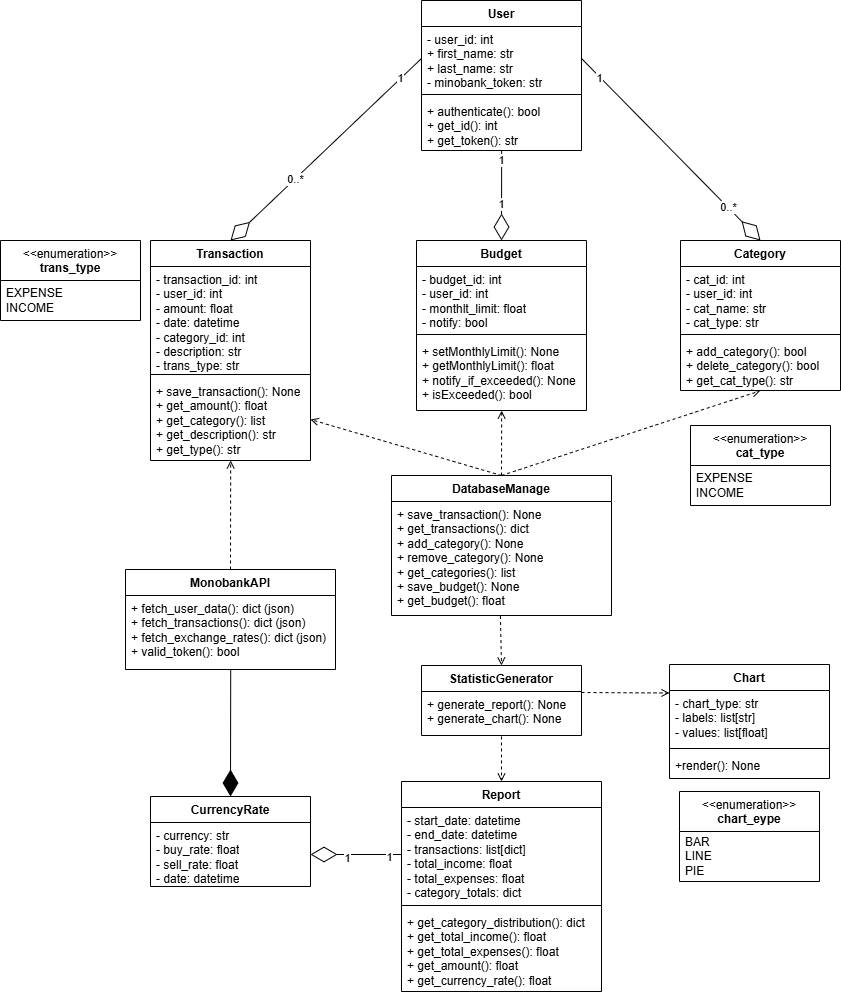 User
- user_id: int
+ first_name: str
+ last_name: str
- minobank_token: str
+ authenticate(): bool
+ get_id(): int
+ get_token(): str
1
1
1
0..*
1
0..*
<<enumeration>>
trans_type
EXPENSE
INCOME
Transaction
- transaction_id: int
- user_id: int
- amount: float
- date: datetime
- category_id: int
- description: str
- trans_type: str
+ save_transaction(): None
+ get_amount(): float
+ get_category(): list
+ get_description(): str
+ get_type(): str
Budget
- budget_id: int
- user_id: int
- monthlt_limit: float
- notify: bool
+ setMonthlyLimit(): None
+ getMonthlyLimit(): float
+ notify_if_exceeded(): None
+ isExceeded(): bool
Category
- cat_id: int
- user_id: int
- cat_name: str
- cat_type: str
+ add_category(): bool
+ delete_category(): bool
+ get_cat_type(): str
<<enumeration>>
cat_type
EXPENSE
INCOME
DatabaseManage
+ save_transaction(): None
+ get_transactions(): dict
+ add_category(): None
+ remove_category(): None
+ get_categories(): list
+ save_budget(): None
+ get_budget(): float
MonobankAPI
+ fetch_user_data(): dict (json)
+ fetch_transactions(): dict (json)
+ fetch_exchange_rates(): dict (json)
+ valid_token(): bool
StatisticGenerator
+ generate_report(): None
+ generate_chart(): None
Chart
- chart_type: str
- labels: list[str]
- values: list[float]
+render(): None
CurrencyRate
- currency: str
- buy_rate: float
- sell_rate: float
- date: datetime
1
1
Report
- start_date: datetime
- end_date: datetime
- transactions: list[dict]
- total_income: float
- total_expenses: float
- category_totals: dict
+ get_category_distribution(): dict
+ get_total_income(): float
+ get_total_expenses(): float
+ get_amount(): float
+ get_currency_rate(): float
<<enumeration>>
chart_eype
BAR
LINE
PIE